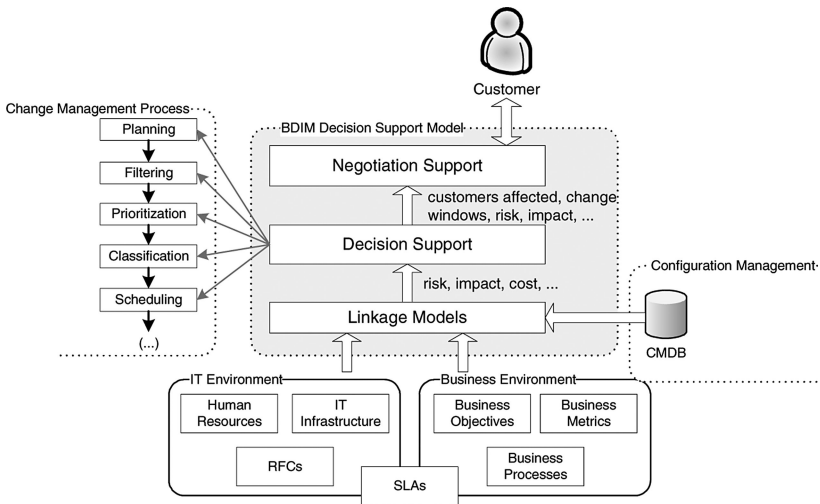 Customer
Change Management Process
Planning
Filtering
Prioritization
Classification
Scheduling
(...)
BDIM Decision Support Model
Negotiation Support
customers affected, change
windows, risk, impact, ...
Decision Support
risk, impact, cost, ...
Linkage Models
Configuration Management
CMDB
IT Environment
Human
Resources
IT
Infrastructure
RFCs
Business Environment
Business
Objectives
Business
Metrics
Business
Processes
SLAs